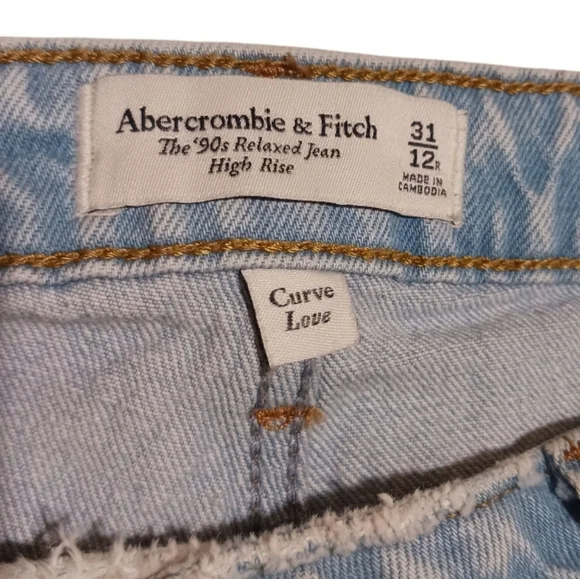 Abercrombie & Fitch
The '90s Relaxed Jean
High Rise
31
12R
MADE IN
CAMBODIA
Curve
Love